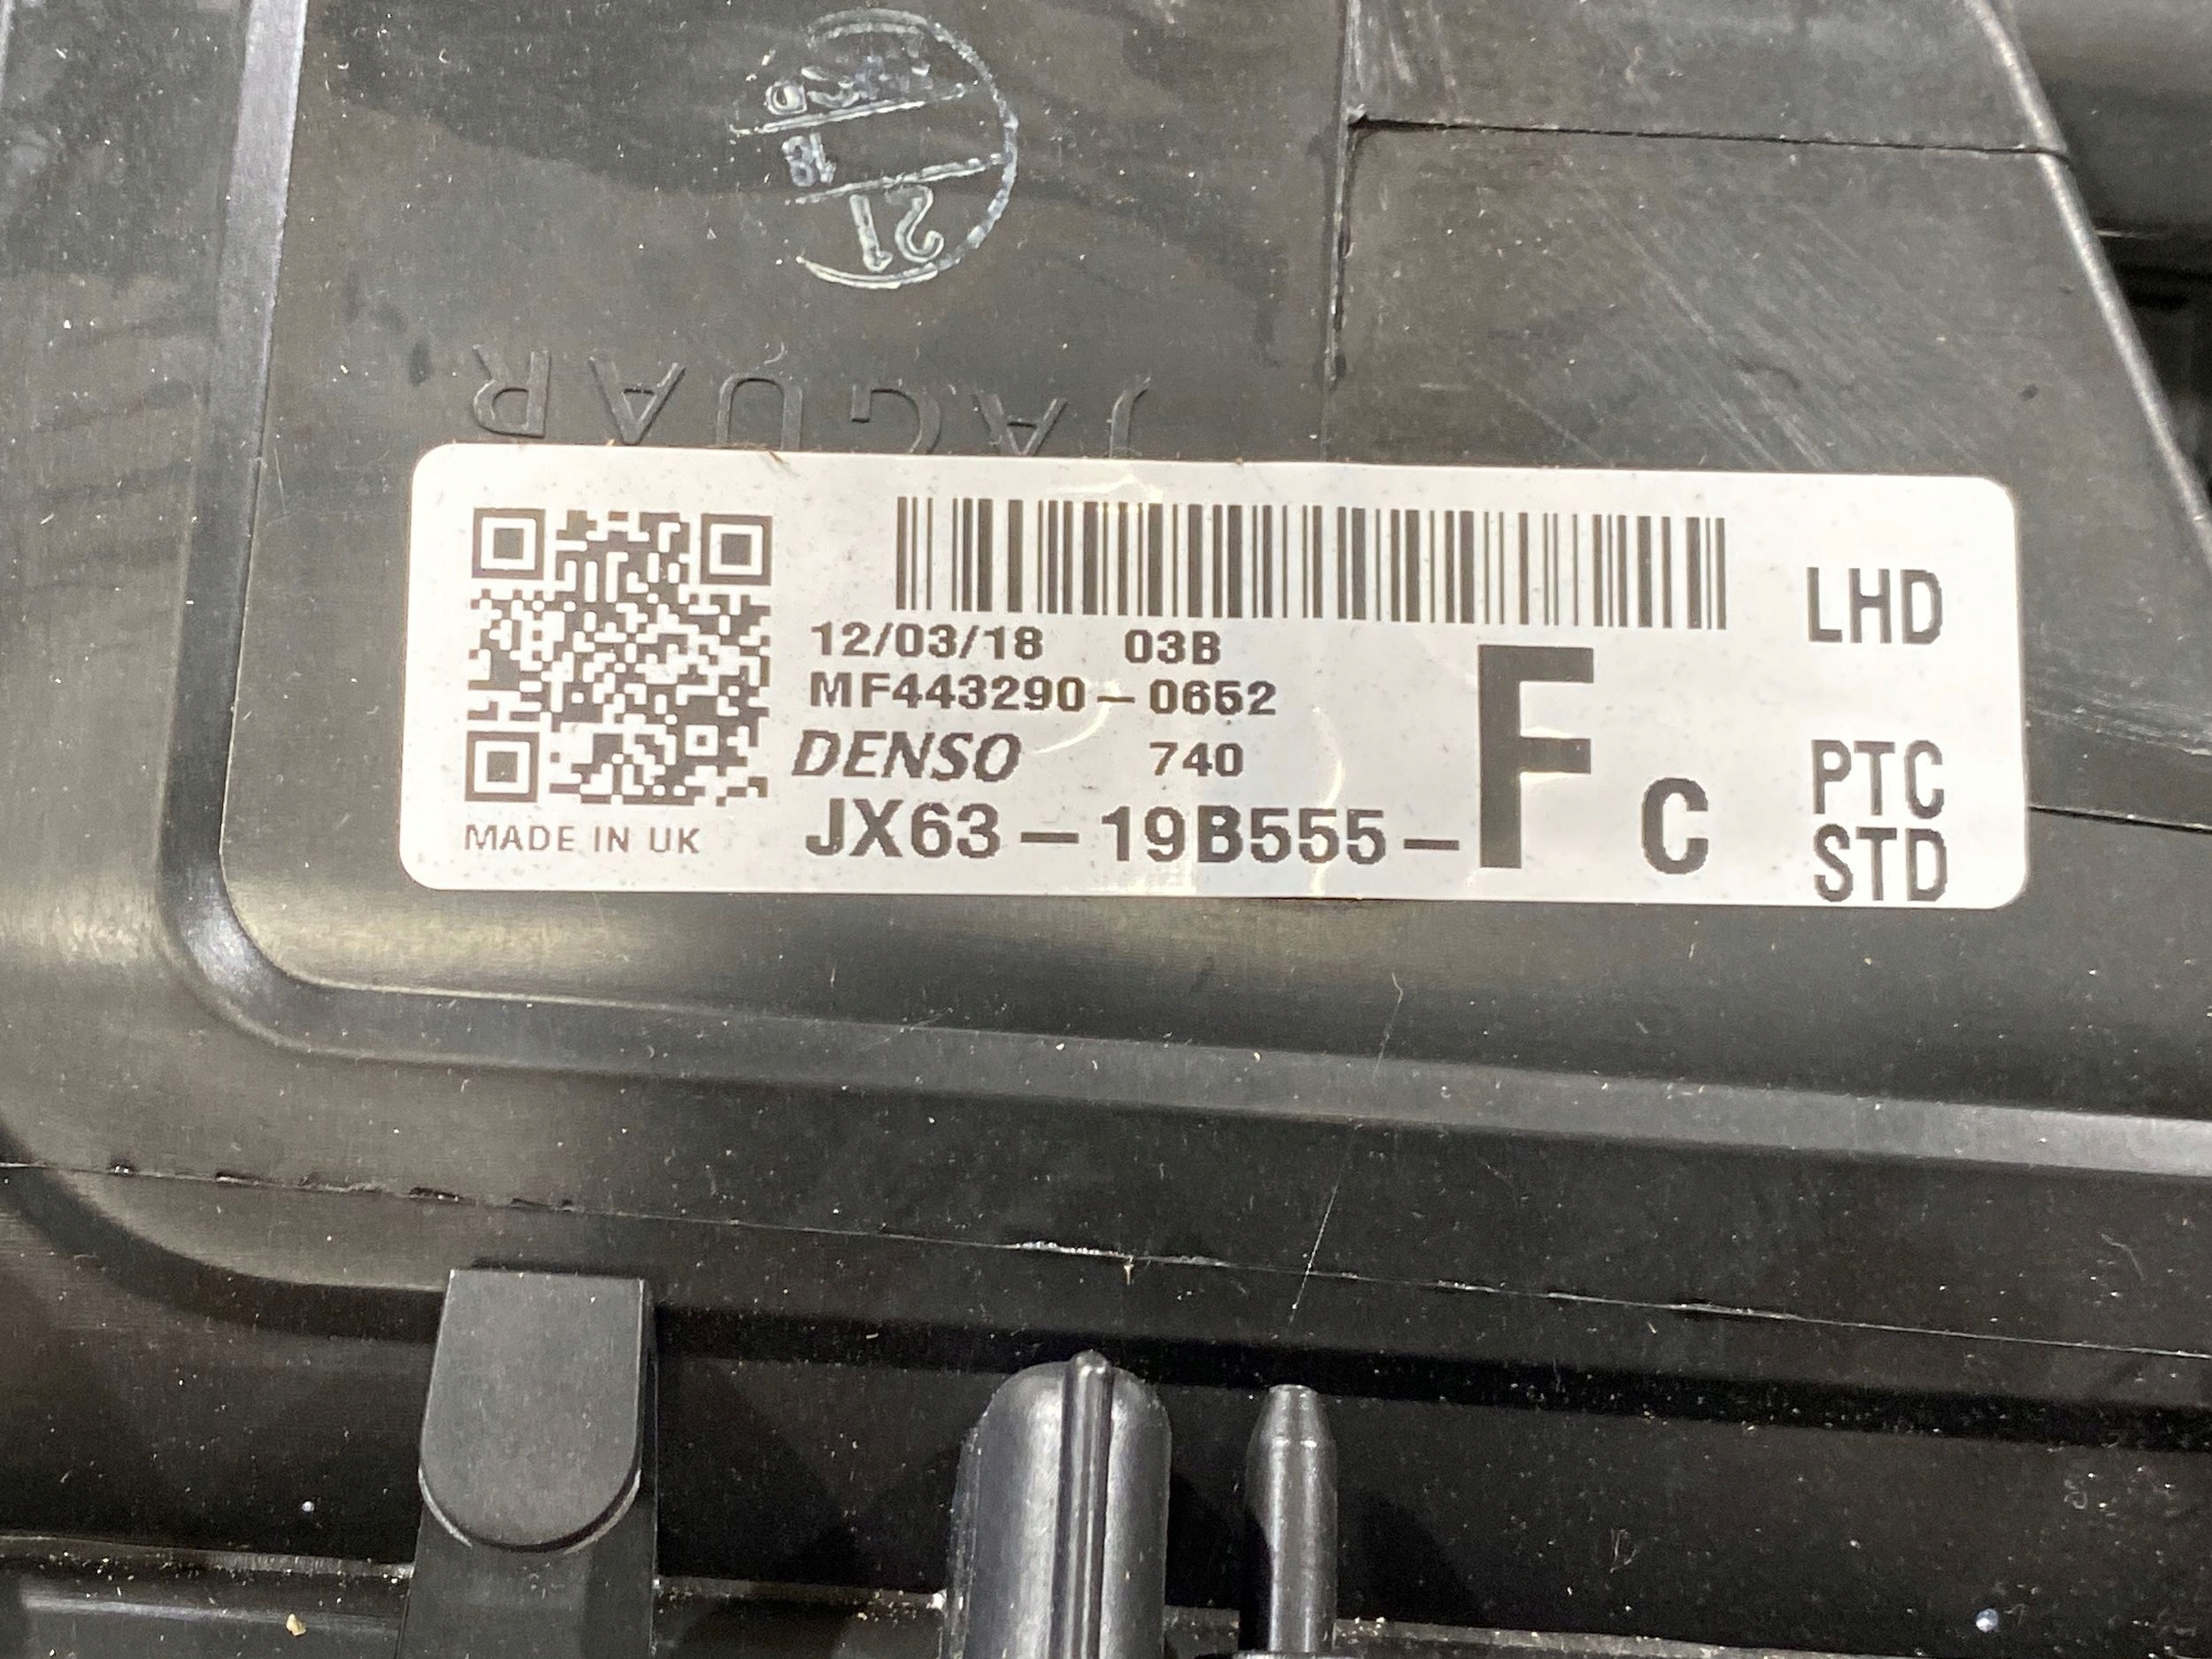 18
21
JAGUAR
LHD
12/03/18 03B
MF443290-0652
DENSO 740
JX63-19B555-F C
PTC
STD
MADE IN UK